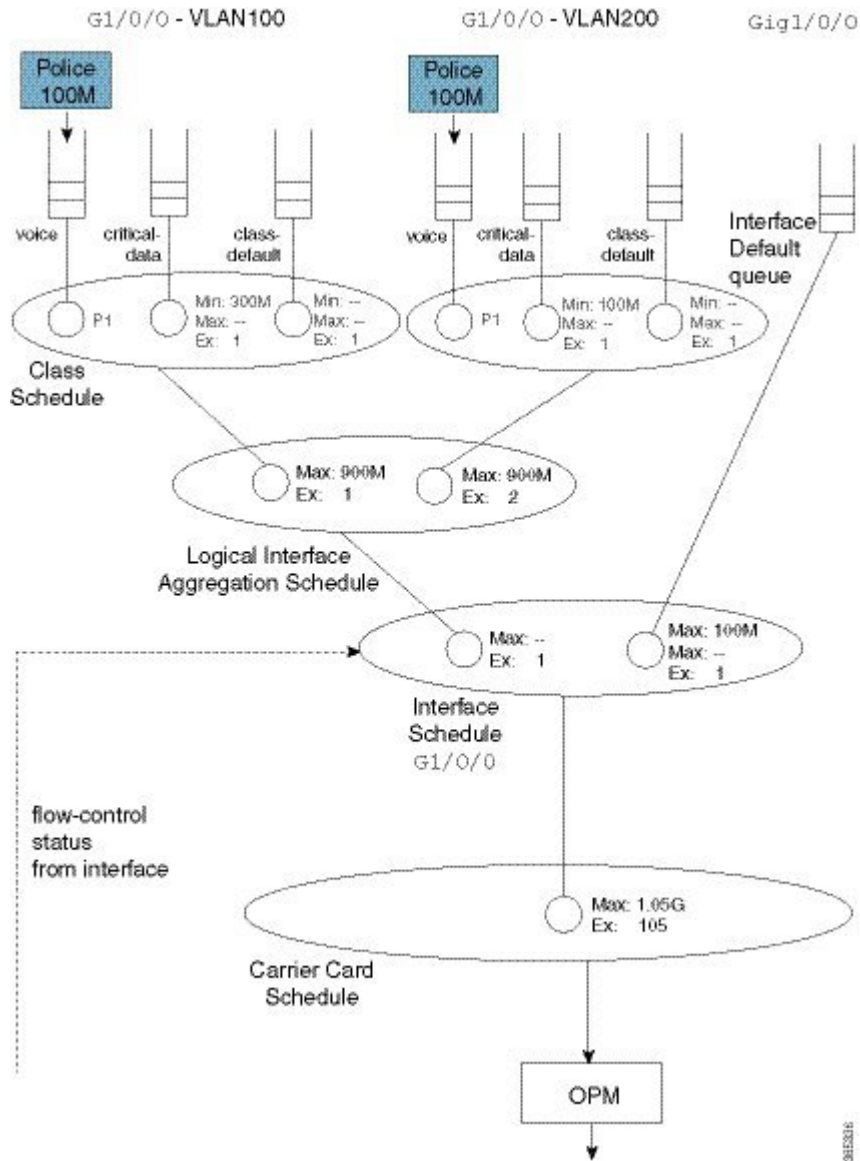 G1/0/0 - VLAN100
G1/0/0 - VLAN200
Gig1/0/0
Police
100M
Police
100M
voice
critical-
data
class-
default
voice
critical-
data
class-
default
Interface
Default
queue
P1
Min: 300M
Max: --
Ex: 1
Min: --
Max: --
Ex: 1
P1
Min: 100M
Max: --
Ex: 1
Min: --
Max: --
Ex: 1
Class
Schedule
Max: 900M
Ex: 1
Max: 900M
Ex: 2
Logical Interface
Aggregation Schedule
Max: --
Ex: 1
Max: 100M
Max: --
Ex: 1
Interface
Schedule
G1/0/0
flow-control
status
from interface
Max: 1.05G
Ex: 105
Carrier Card
Schedule
OPM